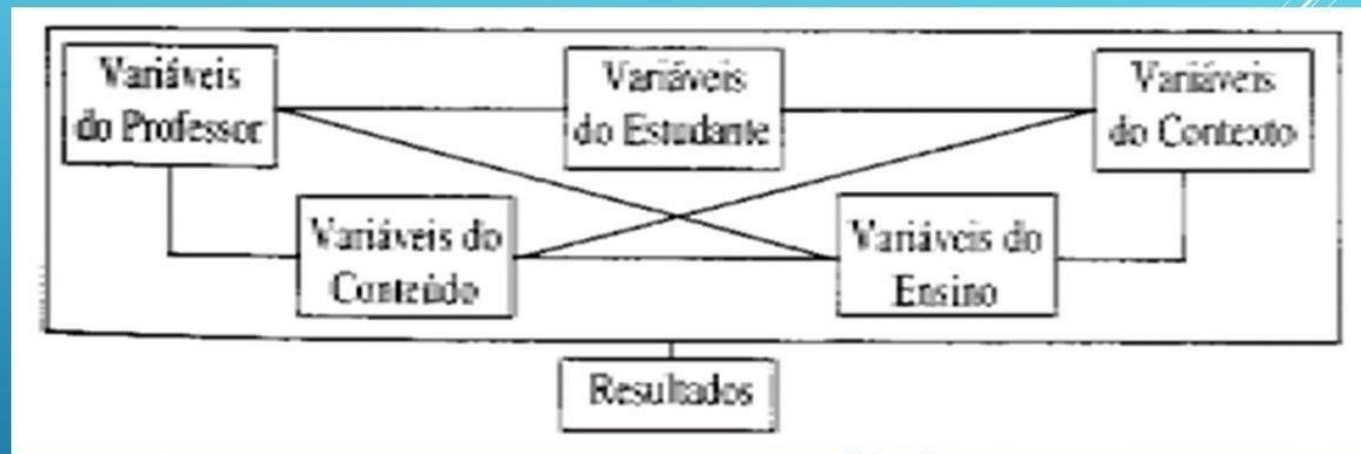 Variáveis
do Professor
Variáveis
do Estudante
Variáveis
do Contexto
Variáveis do
Conteúdo
Variáveis do
Ensino
Resultados